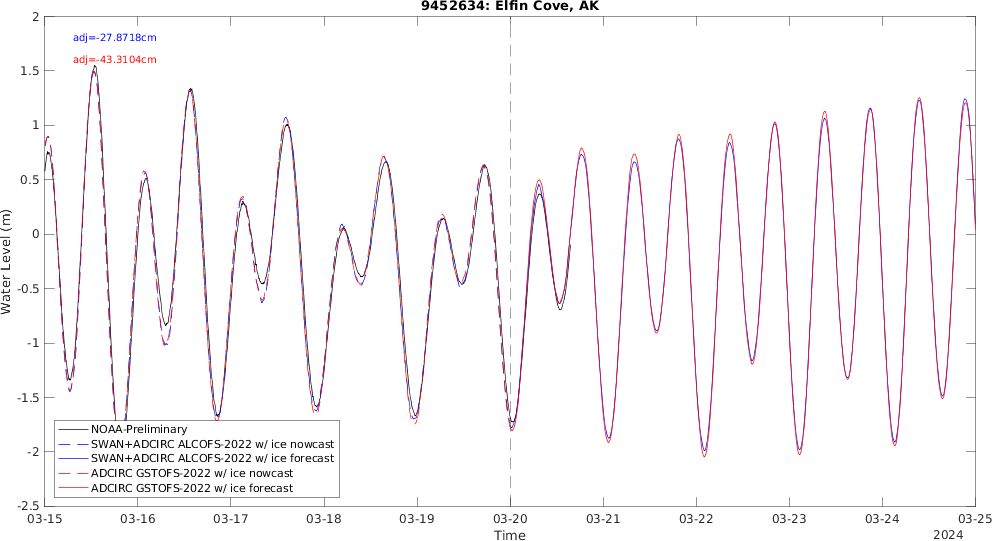 9452634: Elfin Cove, AK
adj=-27.8718cm
adj=-43.3104cm
Water Level (m)
2
1.5
1
0.5
0
-0.5
-1
-1.5
-2
-2.5
NOAA-Preliminary
SWAN+ADCIRC ALCOFS-2022 w/ ice nowcast
SWAN+ADCIRC ALCOFS-2022 w/ ice forecast
ADCIRC GSTOFS-2022 w/ ice nowcast
ADCIRC GSTOFS-2022 w/ ice forecast
03-15 03-16 03-17 03-18 03-19 03-20 03-21 03-22 03-23 03-24 03-25
Time
2024